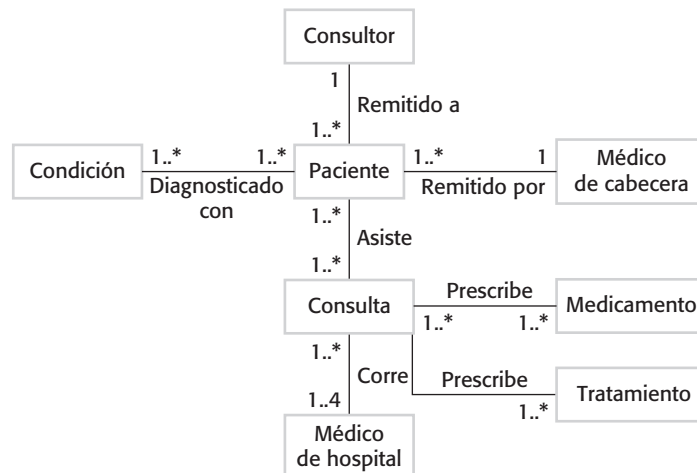 Consultor
1
Remitido a
1..*
Condición
1..*
Diagnosticado
con
1..*
Paciente
1..*
Remitido por
1
Médico
de cabecera
1..*
Asiste
1..*
Consulta
Prescribe
1..*
1..*
Medicamento
1..*
Corre
1..4
Prescribe
1..*
Tratamiento
Médico
de hospital